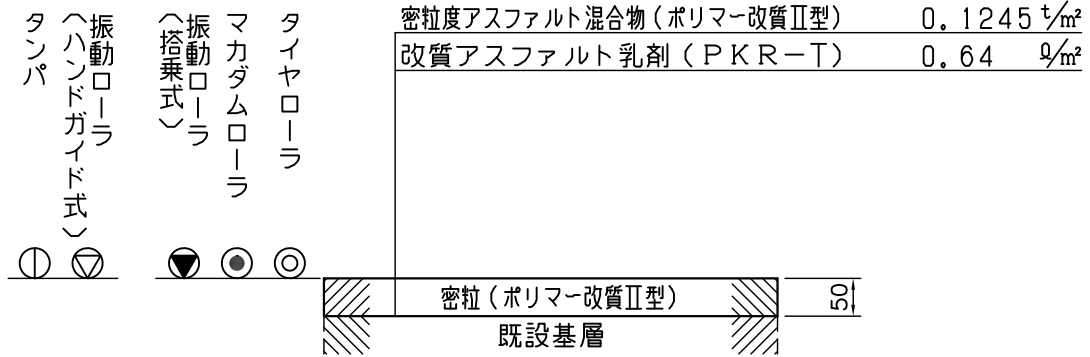 密粒度アスファルト混合物（ポリマー改質Ⅱ型） 0.1245 t/m²
改質アスファルト乳剤（PKR－T） 0.64 ℓ/m²
タイヤローラ
マカダムローラ
振動ローラ
（搭乗式）
振動ローラ
（ハンドガイド式）
タンパ
密粒（ポリマー改質Ⅱ型）
50
既設基層